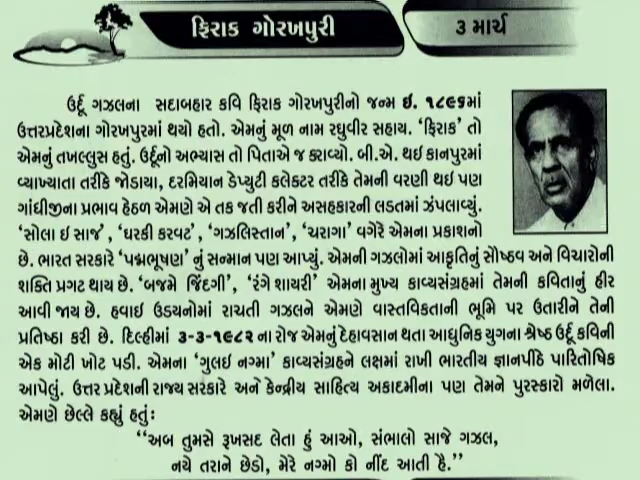 ફિરાક ગોરખપુરી
૩ માર્ચ
ઉર્દૂ ગઝલના સદાબહાર કવિ ફિરાક ગોરખપુરીનો જન્મ ઈ. ૧૮૯૬માં
ઉત્તરપ્રદેશના ગોરખપુરમાં થયો હતો. એમનું મૂળ નામ રઘુવીર સહાય. ‘ફિરાક’ તો
એમનું તખલ્લુસ હતું. ઉર્દૂનો અભ્યાસ તો પિતાએ જ કરાવ્યો. બી.એ. થઈ કાનપુરમાં
વ્યાખ્યાતા તરીકે જોડાયા, દરમિયાન ડેપ્યુટી કલેક્ટર તરીકે તેમની વરણી થઈ પણ
ગાંધીજીના પ્રભાવ હેઠળ એમણે એ તક જતી કરીને અસહકારની લડતમાં ઝંપલાવ્યું.
‘સોલા ઇ સાજ’, ‘ઘરકી કરવટ’, ‘ગઝલિસ્તાન’, ‘ચરાગા’ વગેરે એમના પ્રકાશનો
છે. ભારત સરકારે ‘પદ્મભૂષણ’ નું સન્માન પણ આપ્યું. એમની ગઝલોમાં આકૃતિનું સૌષ્ઠવ અને વિચારોની
શક્તિ પ્રગટ થાય છે. ‘બજમે જિંદગી’, ‘રંગે શાયરી’ એમના મુખ્ય કાવ્યસંગ્રહમાં તેમની કવિતાનું હીર
આવી જાય છે. હવાઈ ઉડયનોમાં રાચતી ગઝલને એમણે વાસ્તવિકતાની ભૂમિ પર ઉતારીને તેની
પ્રતિષ્ઠા કરી છે. દિલ્હીમાં ૩-૩-૧૯૮૨ ના રોજ એમનું દેહાવસાન થતા આધુનિક યુગના શ્રેષ્ઠ ઉર્દૂ કવિની
એક મોટી ખોટ પડી. એમના ‘ગુલઇ નગ્મા’ કાવ્યસંગ્રહને લક્ષમાં રાખી ભારતીય જ્ઞાનપીઠે પારિતોષિક
આપેલું. ઉત્તર પ્રદેશની રાજ્ય સરકારે અને કેન્દ્રીય સાહિત્ય અકાદમીના પણ તેમને પુરસ્કારો મળેલા.
એમણે છેલ્લે કહ્યું હતું :
‘‘અબ તુમસે રૂખસદ લેતા હું આઓ, સંભાલો સાજે ગઝલ,
નયે તરાને છેડો, મેરે નગ્મો કો નીંદ આતી હૈ.’’